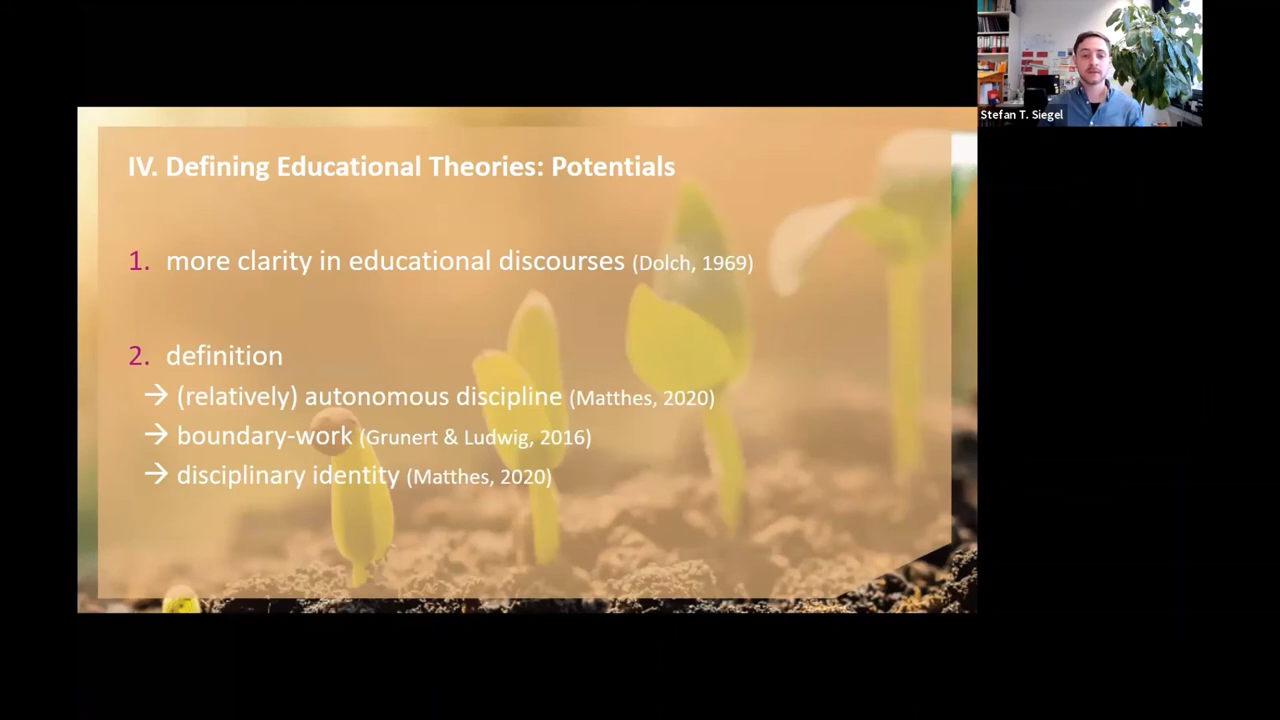 Stefan T. Siegel
IV. Defining Educational Theories: Potentials
1. more clarity in educational discourses (Dolch, 1969)
2. definition
→ (relatively) autonomous discipline (Matthes, 2020)
→ boundary-work (Grunert & Ludwig, 2016)
→ disciplinary identity (Matthes, 2020)